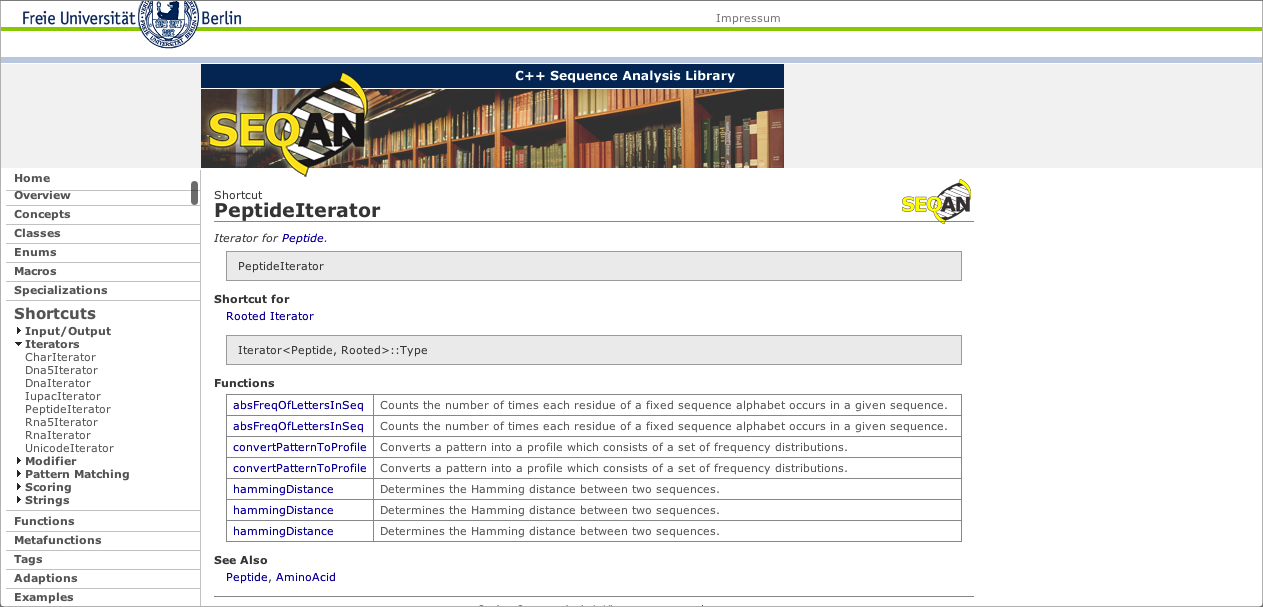 Freie Universität Berlin
Impressum
C++ Sequence Analysis Library
SEQAN
Home
Overview
Concepts
Classes
Enums
Macros
Specializations
Shortcuts
Input/Output
Iterators
CharIterator
Dna5Iterator
DnaIterator
IupacIterator
PeptideIterator
Rna5Iterator
RnaIterator
UnicodeIterator
Modifier
Pattern Matching
Scoring
Strings
Functions
Metafunctions
Tags
Adaptions
Examples
Shortcut
PeptideIterator
SEQAN
Iterator for Peptide.
PeptideIterator
Shortcut for
Rooted Iterator
Iterator<Peptide, Rooted>::Type
Functions
absFreqOfLettersInSeq Counts the number of times each residue of a fixed sequence alphabet occurs in a given sequence.
absFreqOfLettersInSeq Counts the number of times each residue of a fixed sequence alphabet occurs in a given sequence.
convertPatternToProfile Converts a pattern into a profile which consists of a set of frequency distributions.
convertPatternToProfile Converts a pattern into a profile which consists of a set of frequency distributions.
hammingDistance Determines the Hamming distance between two sequences.
hammingDistance Determines the Hamming distance between two sequences.
hammingDistance Determines the Hamming distance between two sequences.
See Also
Peptide, AminoAcid